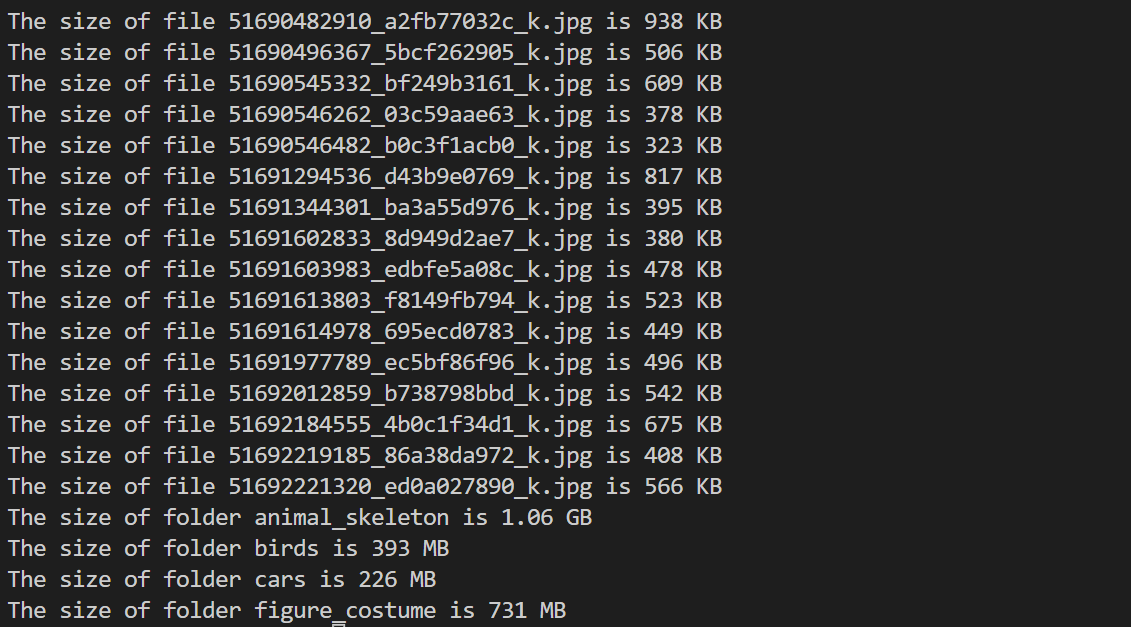 The size of file 51690482910_a2fb77032c_k.jpg is 938 KB
The size of file 51690496367_5bcf262905_k.jpg is 506 KB
The size of file 51690545332_bf249b3161_k.jpg is 609 KB
The size of file 51690546262_03c59aae63_k.jpg is 378 KB
The size of file 51690546482_b0c3f1acb0_k.jpg is 323 KB
The size of file 51691294536_d43b9e0769_k.jpg is 817 KB
The size of file 51691344301_ba3a55d976_k.jpg is 395 KB
The size of file 51691602833_8d949d2ae7_k.jpg is 380 KB
The size of file 51691603983_edbfe5a08c_k.jpg is 478 KB
The size of file 51691613803_f8149fb794_k.jpg is 523 KB
The size of file 51691614978_695ecd0783_k.jpg is 449 KB
The size of file 51691977789_ec5bf86f96_k.jpg is 496 KB
The size of file 51692012859_b738798bbd_k.jpg is 542 KB
The size of file 51692184555_4b0c1f34d1_k.jpg is 675 KB
The size of file 51692219185_86a38da972_k.jpg is 408 KB
The size of file 51692221320_ed0a027890_k.jpg is 566 KB
The size of folder animal_skeleton is 1.06 GB
The size of folder birds is 393 MB
The size of folder cars is 226 MB
The size of folder figure_costume is 731 MB